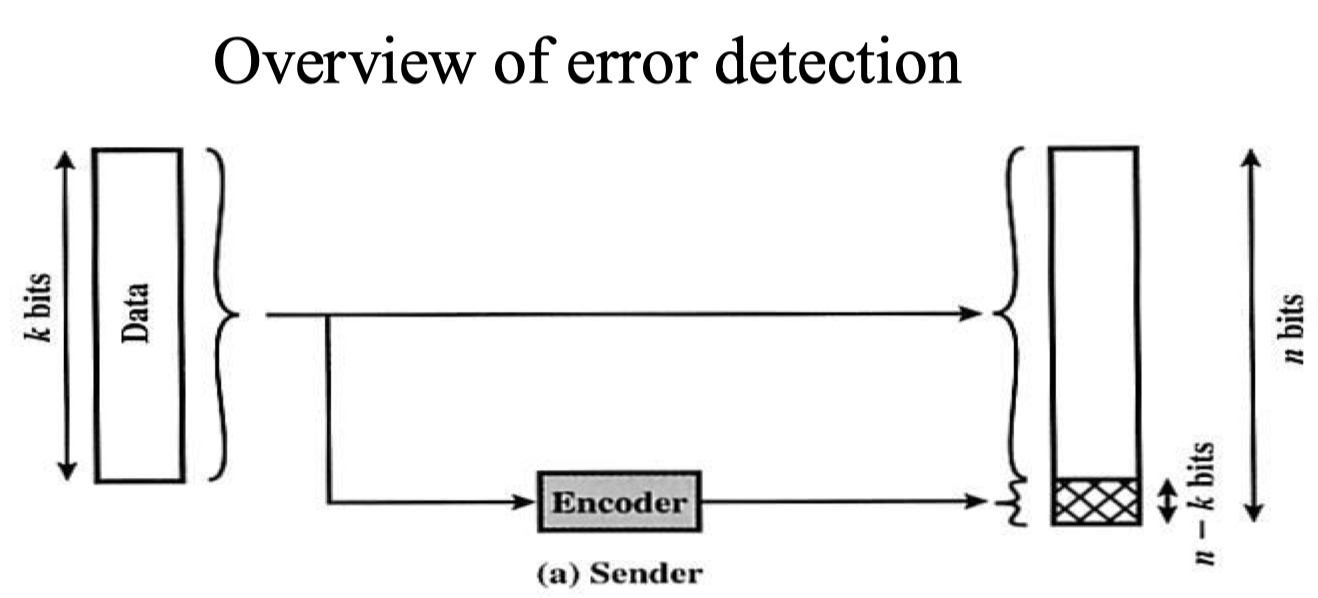 Overview of error detection
k bits
Data
Encoder
n – k bits
n bits
(a) Sender